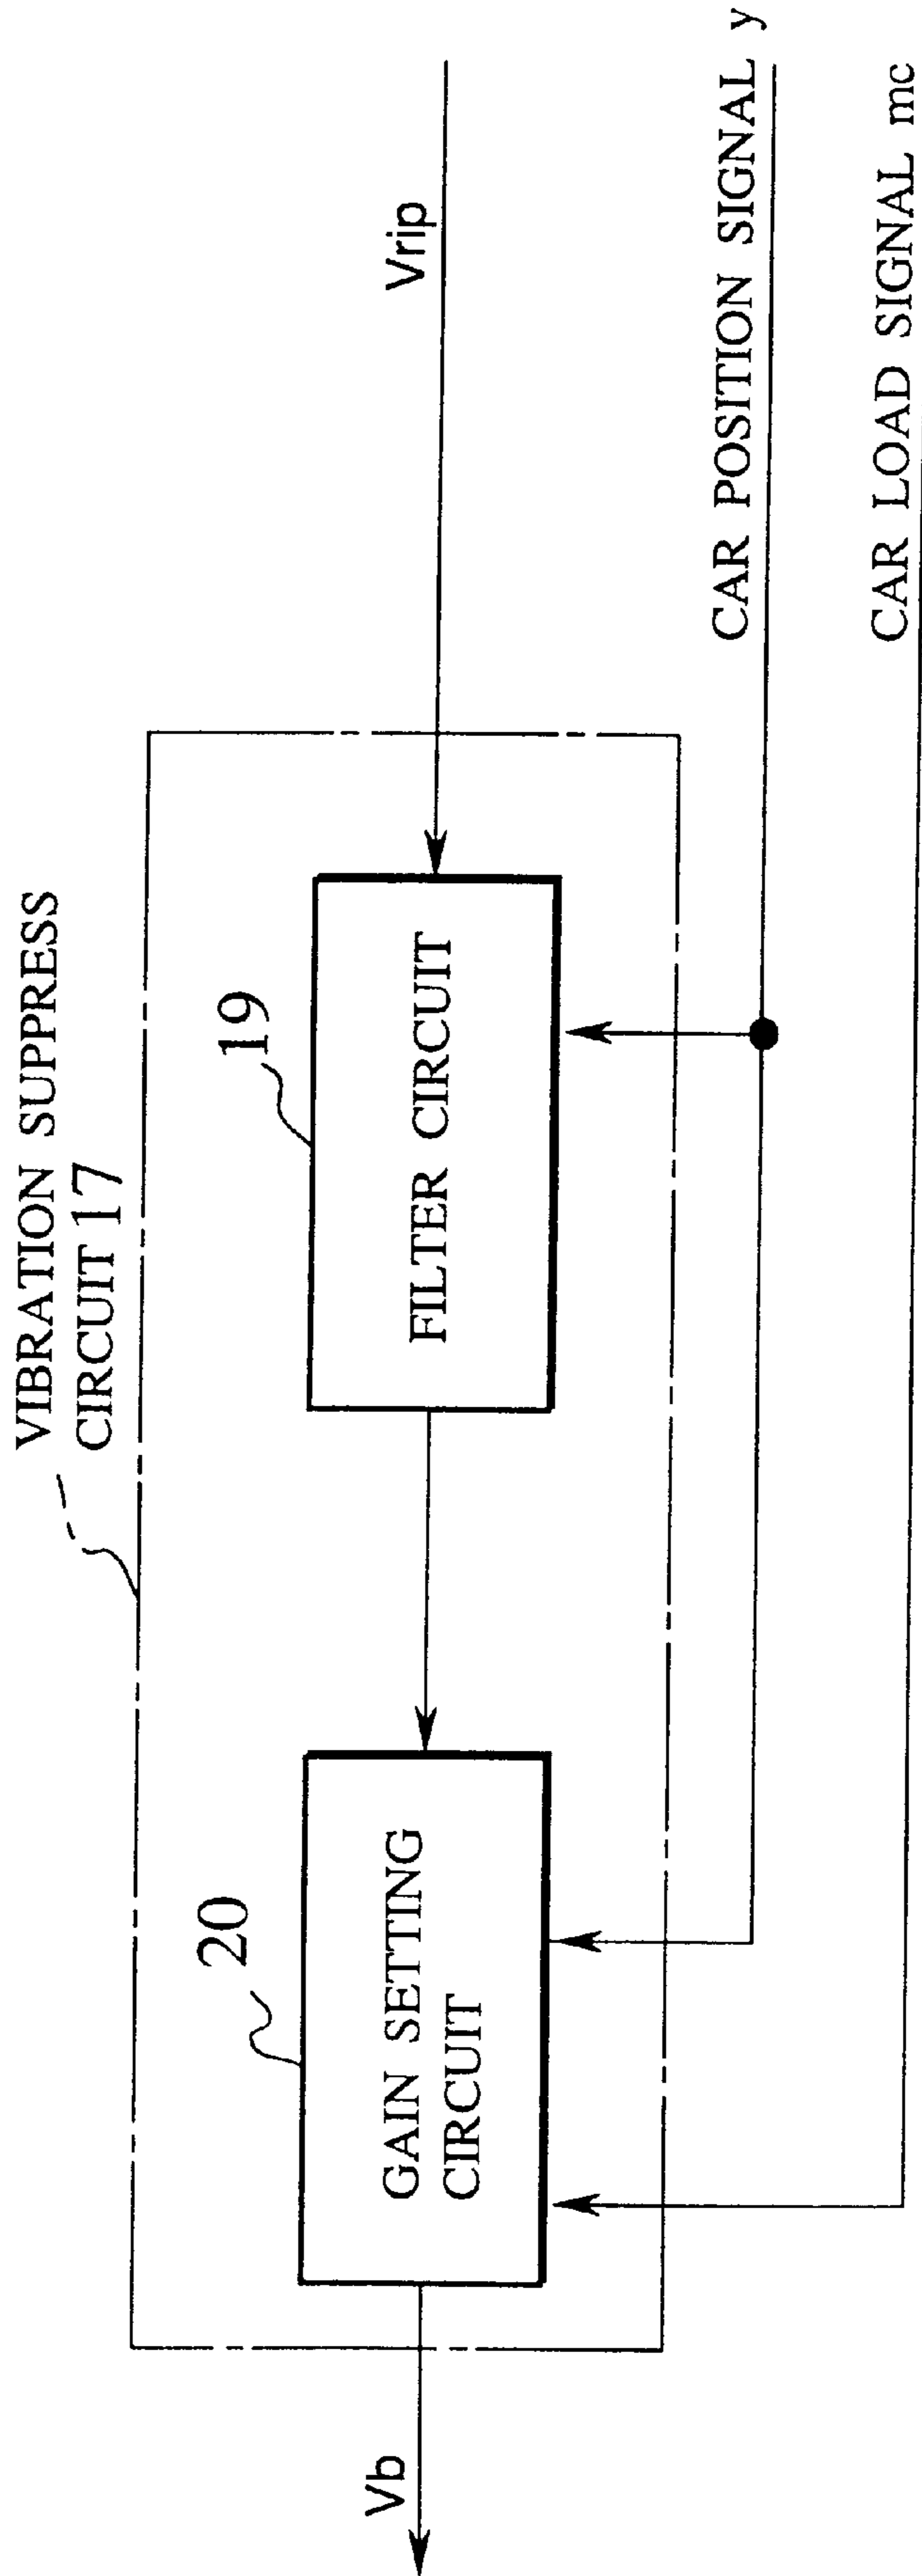 VIBRATION SUPPRESS
CIRCUIT 17
Vb
20
GAIN SETTING
CIRCUIT
19
FILTER CIRCUIT
Vrip
CAR POSITION SIGNAL y
CAR LOAD SIGNAL mc